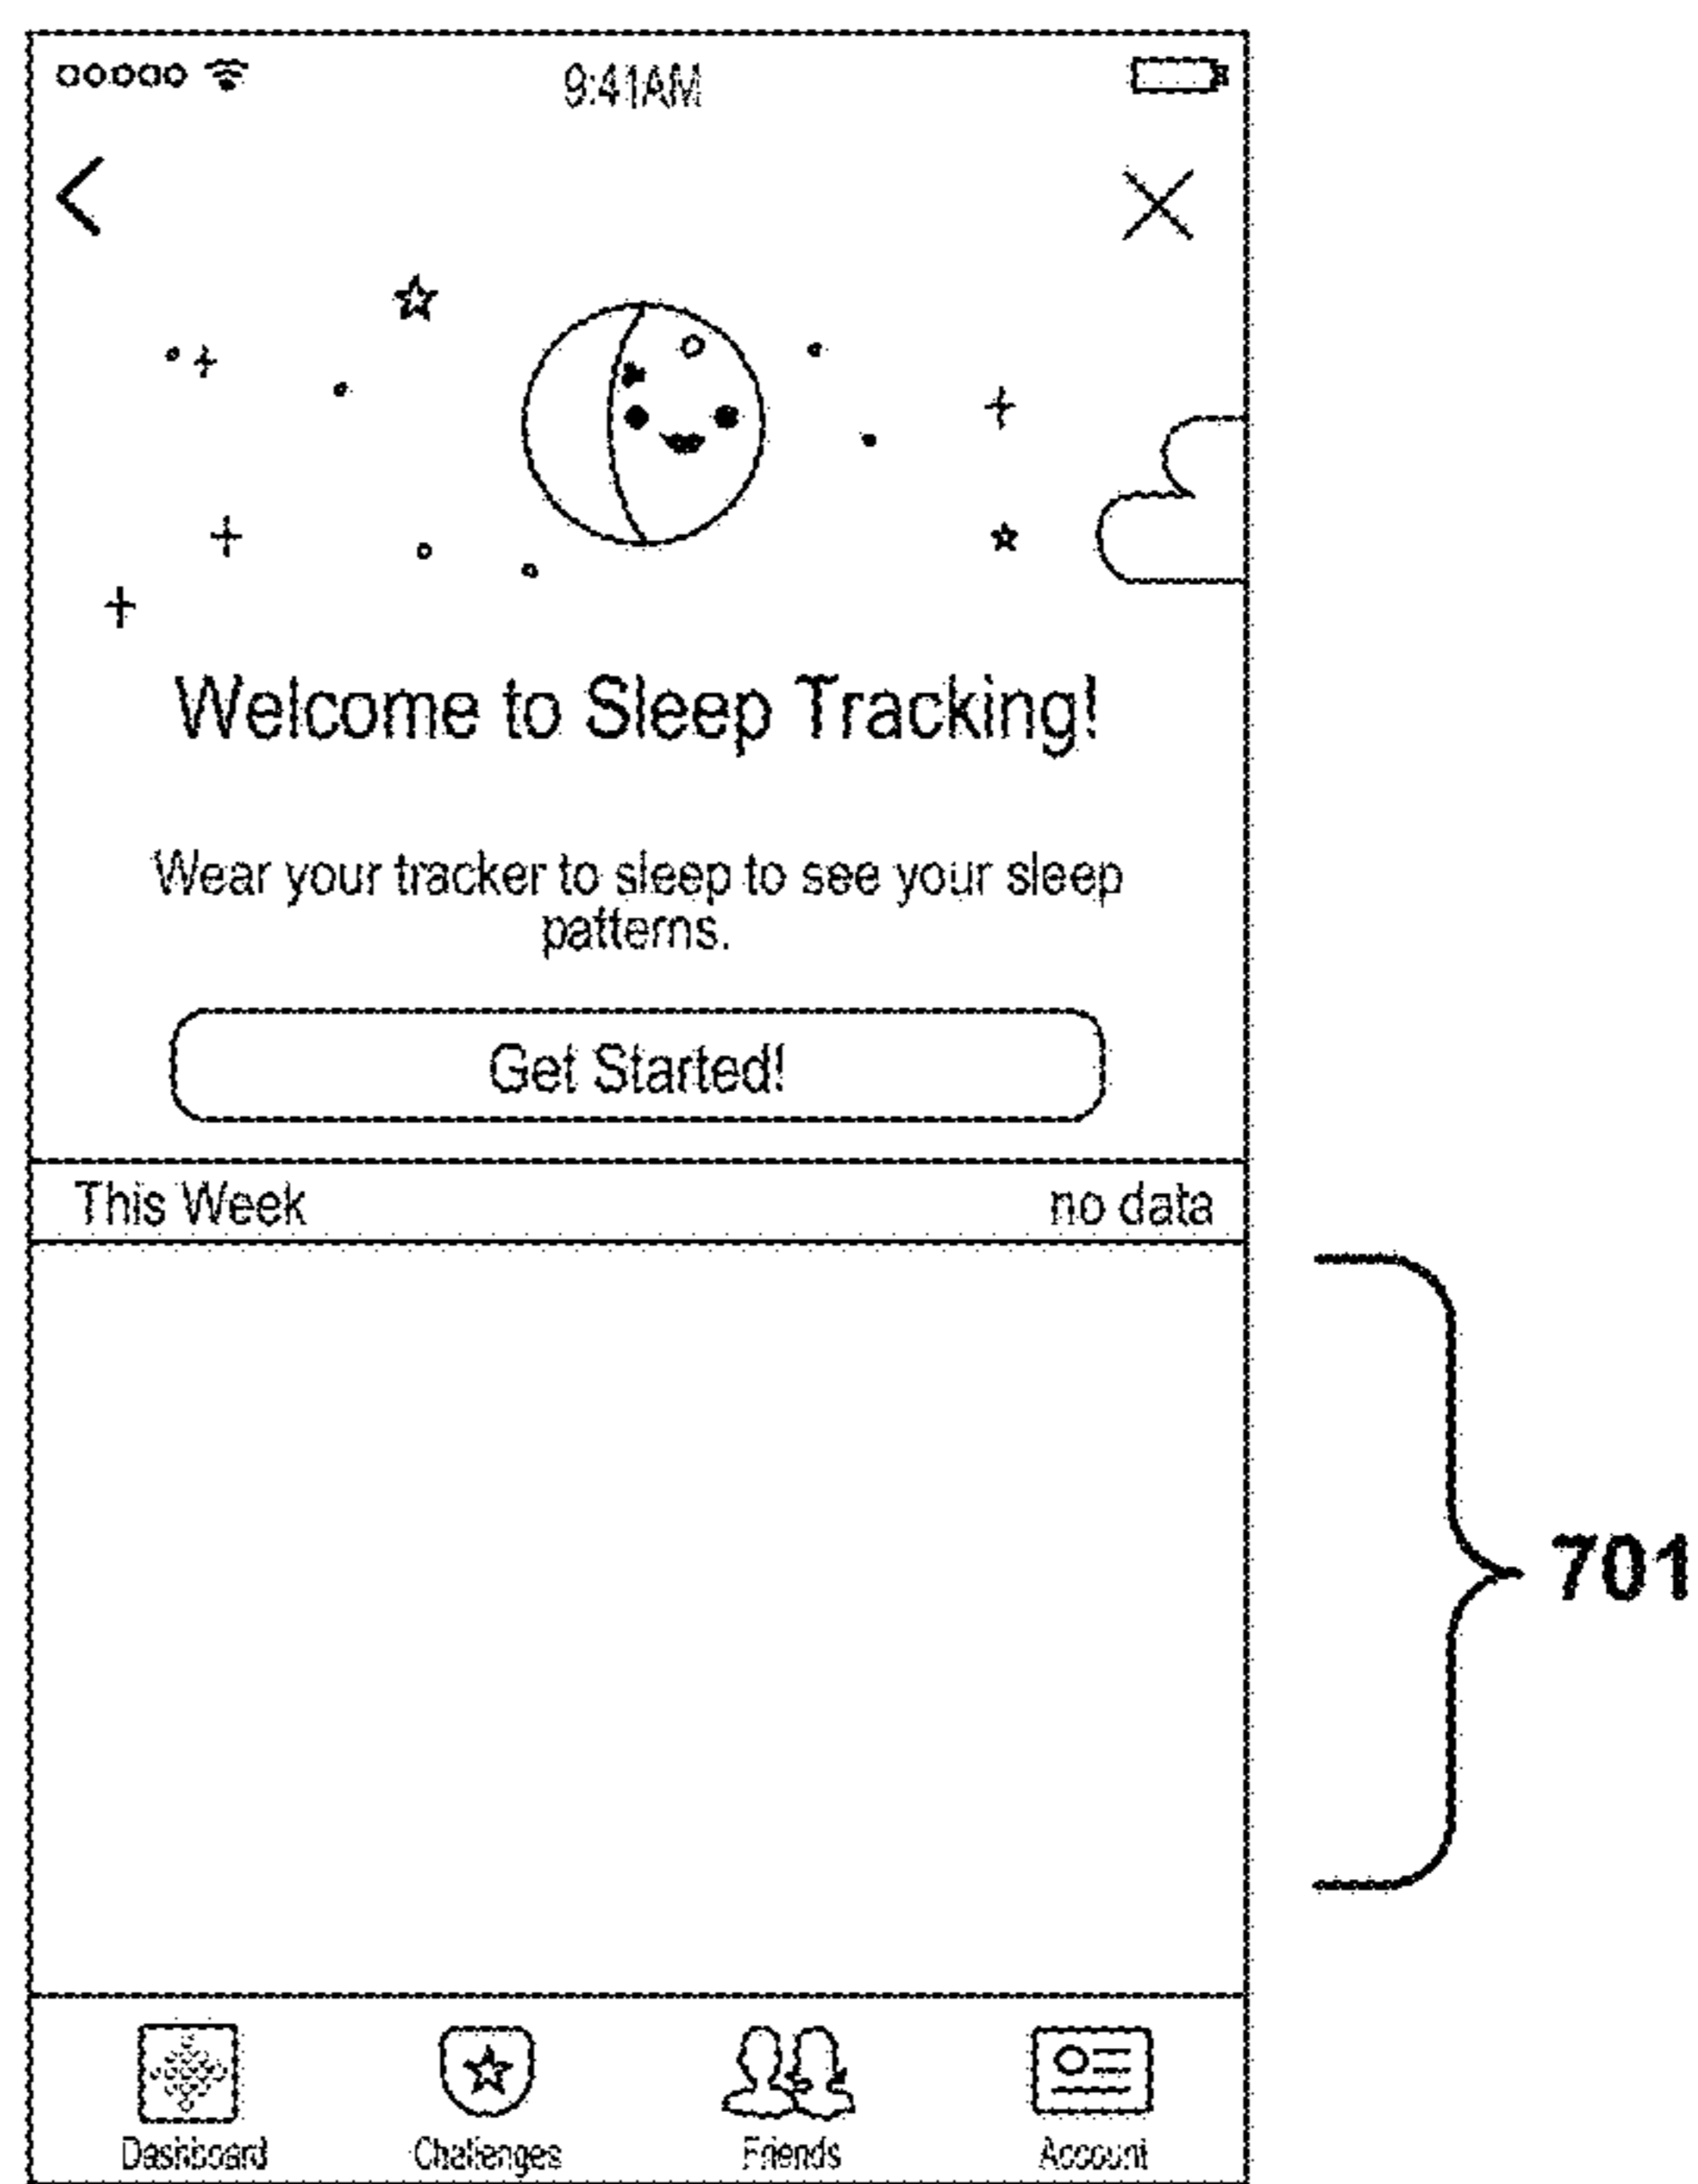 9:41AM
Welcome to Sleep Tracking!
Wear your tracker to sleep to see your sleep
patterns.
Get Started!
This Week no data
701
Dashboard Challenges Friends Account